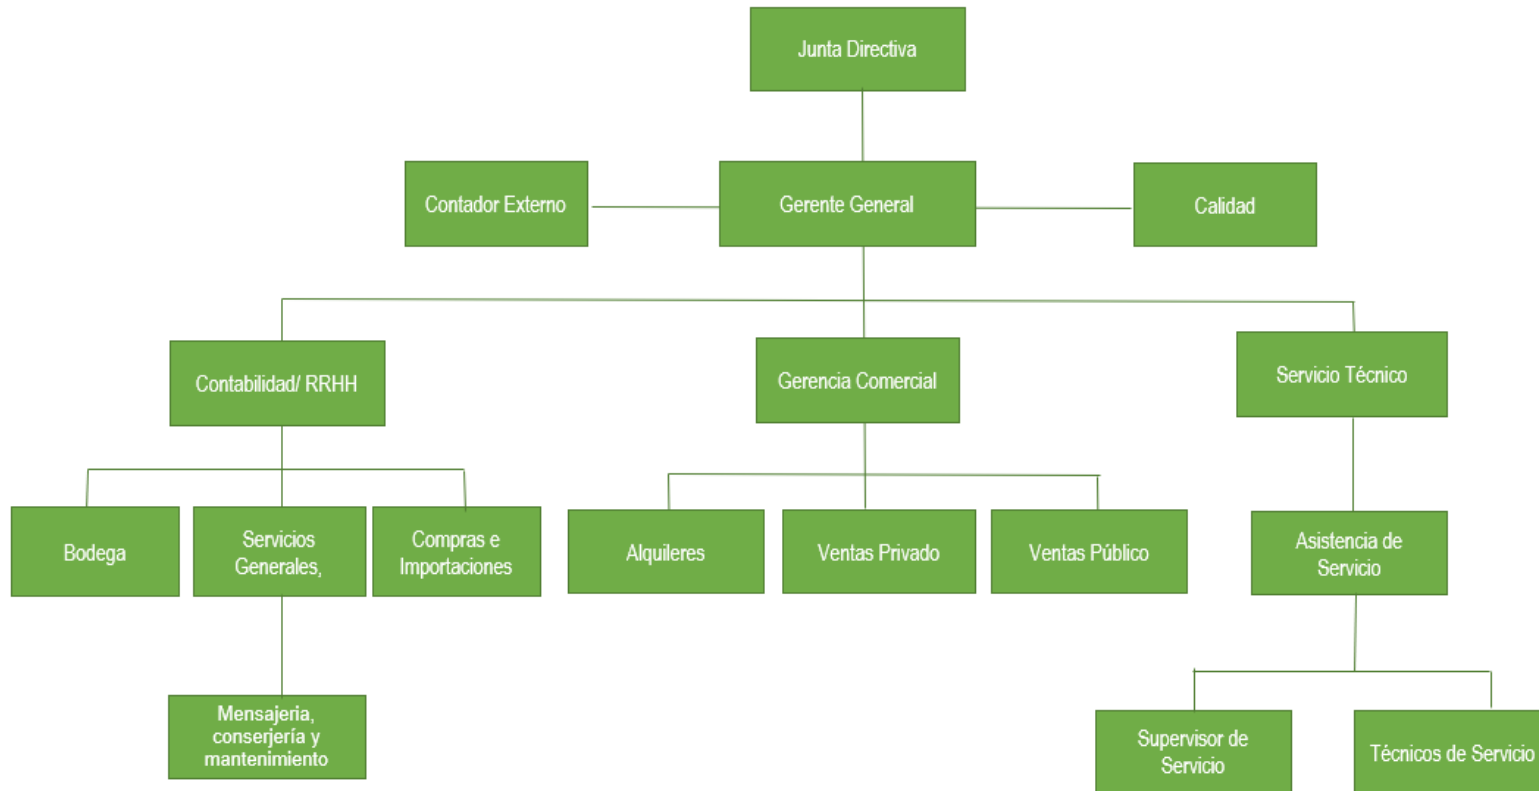 Junta Directiva
Contador Externo
Gerente General
Calidad
Contabilidad/ RRHH
Gerencia Comercial
Servicio Técnico
Bodega
Servicios
Generales,
Compras e
Importaciones
Alquileres
Ventas Privado
Ventas Público
Asistencia de
Servicio
Mensajeria,
conserjería y
mantenimiento
Supervisor de
Servicio
Técnicos de Servicio